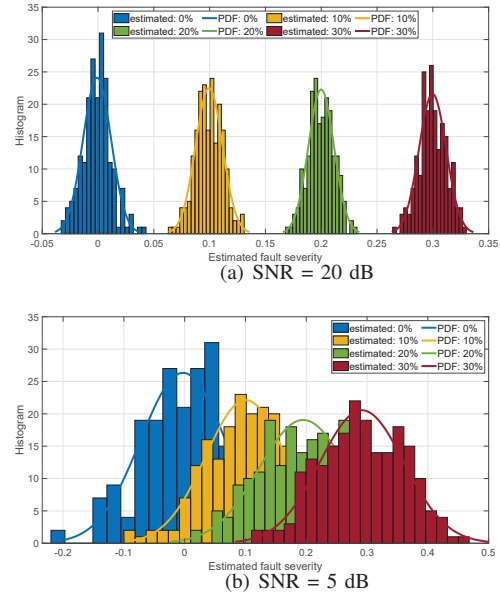 35
estimated: 0% PDF: 0% estimated: 10% PDF: 10%
estimated: 20% PDF: 20% estimated: 30% PDF: 30%
30
25
20
15
10
5
0
Histogram
-0.05 0 0.05 0.1 0.15 0.2 0.25 0.3 0.35
Estimated fault severity
(a) SNR = 20 dB
35
estimated: 0% PDF: 0%
estimated: 10% PDF: 10%
estimated: 20% PDF: 20%
estimated: 30% PDF: 30%
30
25
20
15
10
5
0
Histogram
-0.2 -0.1 0 0.1 0.2 0.3 0.4 0.5
Estimated fault severity
(b) SNR = 5 dB